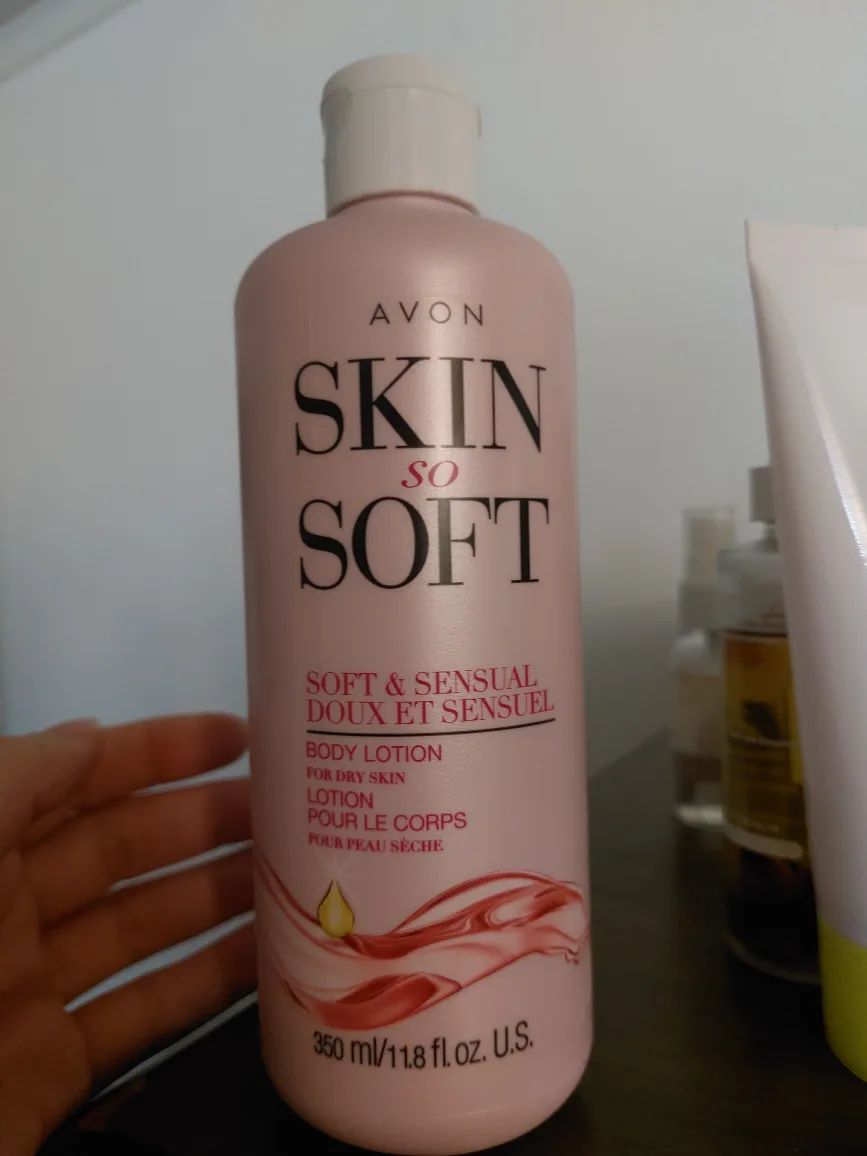 AVON
SKIN
so
SOFT
SOFT & SENSUAL
DOUX ET SENSUEL
BODY LOTION
FOR DRY SKIN
LOTION
POUR LE CORPS
POUR PEAU SÈCHE
350 ml/11.8 fl. oz. U.S.